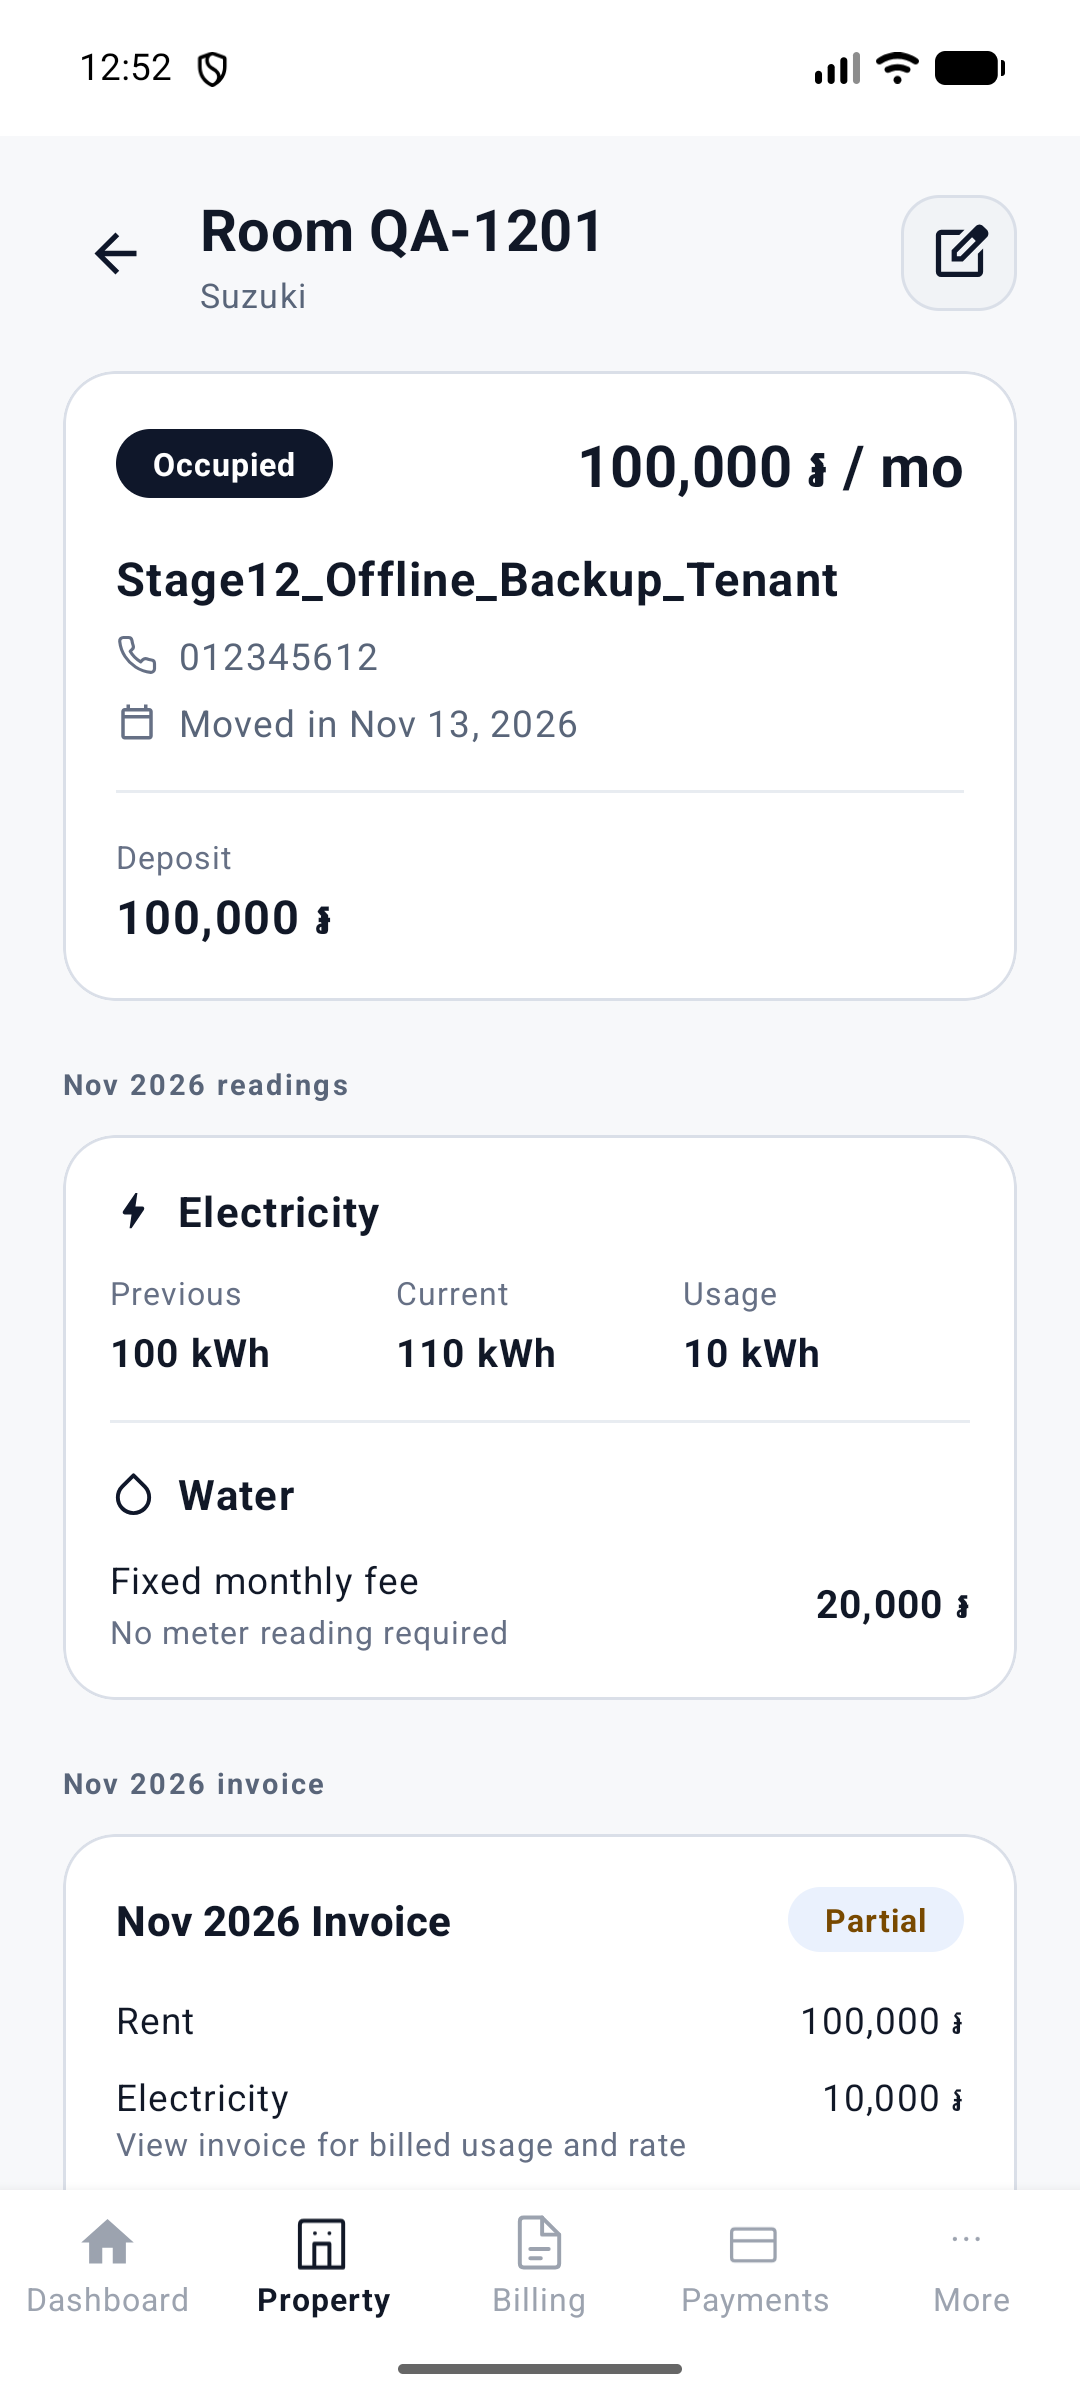 12:52
Room QA-1201
Suzuki
Occupied
100,000 ៛ / mo
Stage12_Offline_Backup_Tenant
012345612
Moved in Nov 13, 2026
Deposit
100,000 ៛
Nov 2026 readings
Electricity
Previous Current Usage
100 kWh 110 kWh 10 kWh
Water
Fixed monthly fee
20,000 ៛
No meter reading required
Nov 2026 invoice
Nov 2026 Invoice Partial
Rent 100,000 ៛
Electricity 10,000 ៛
View invoice for billed usage and rate
Dashboard Property Billing Payments More